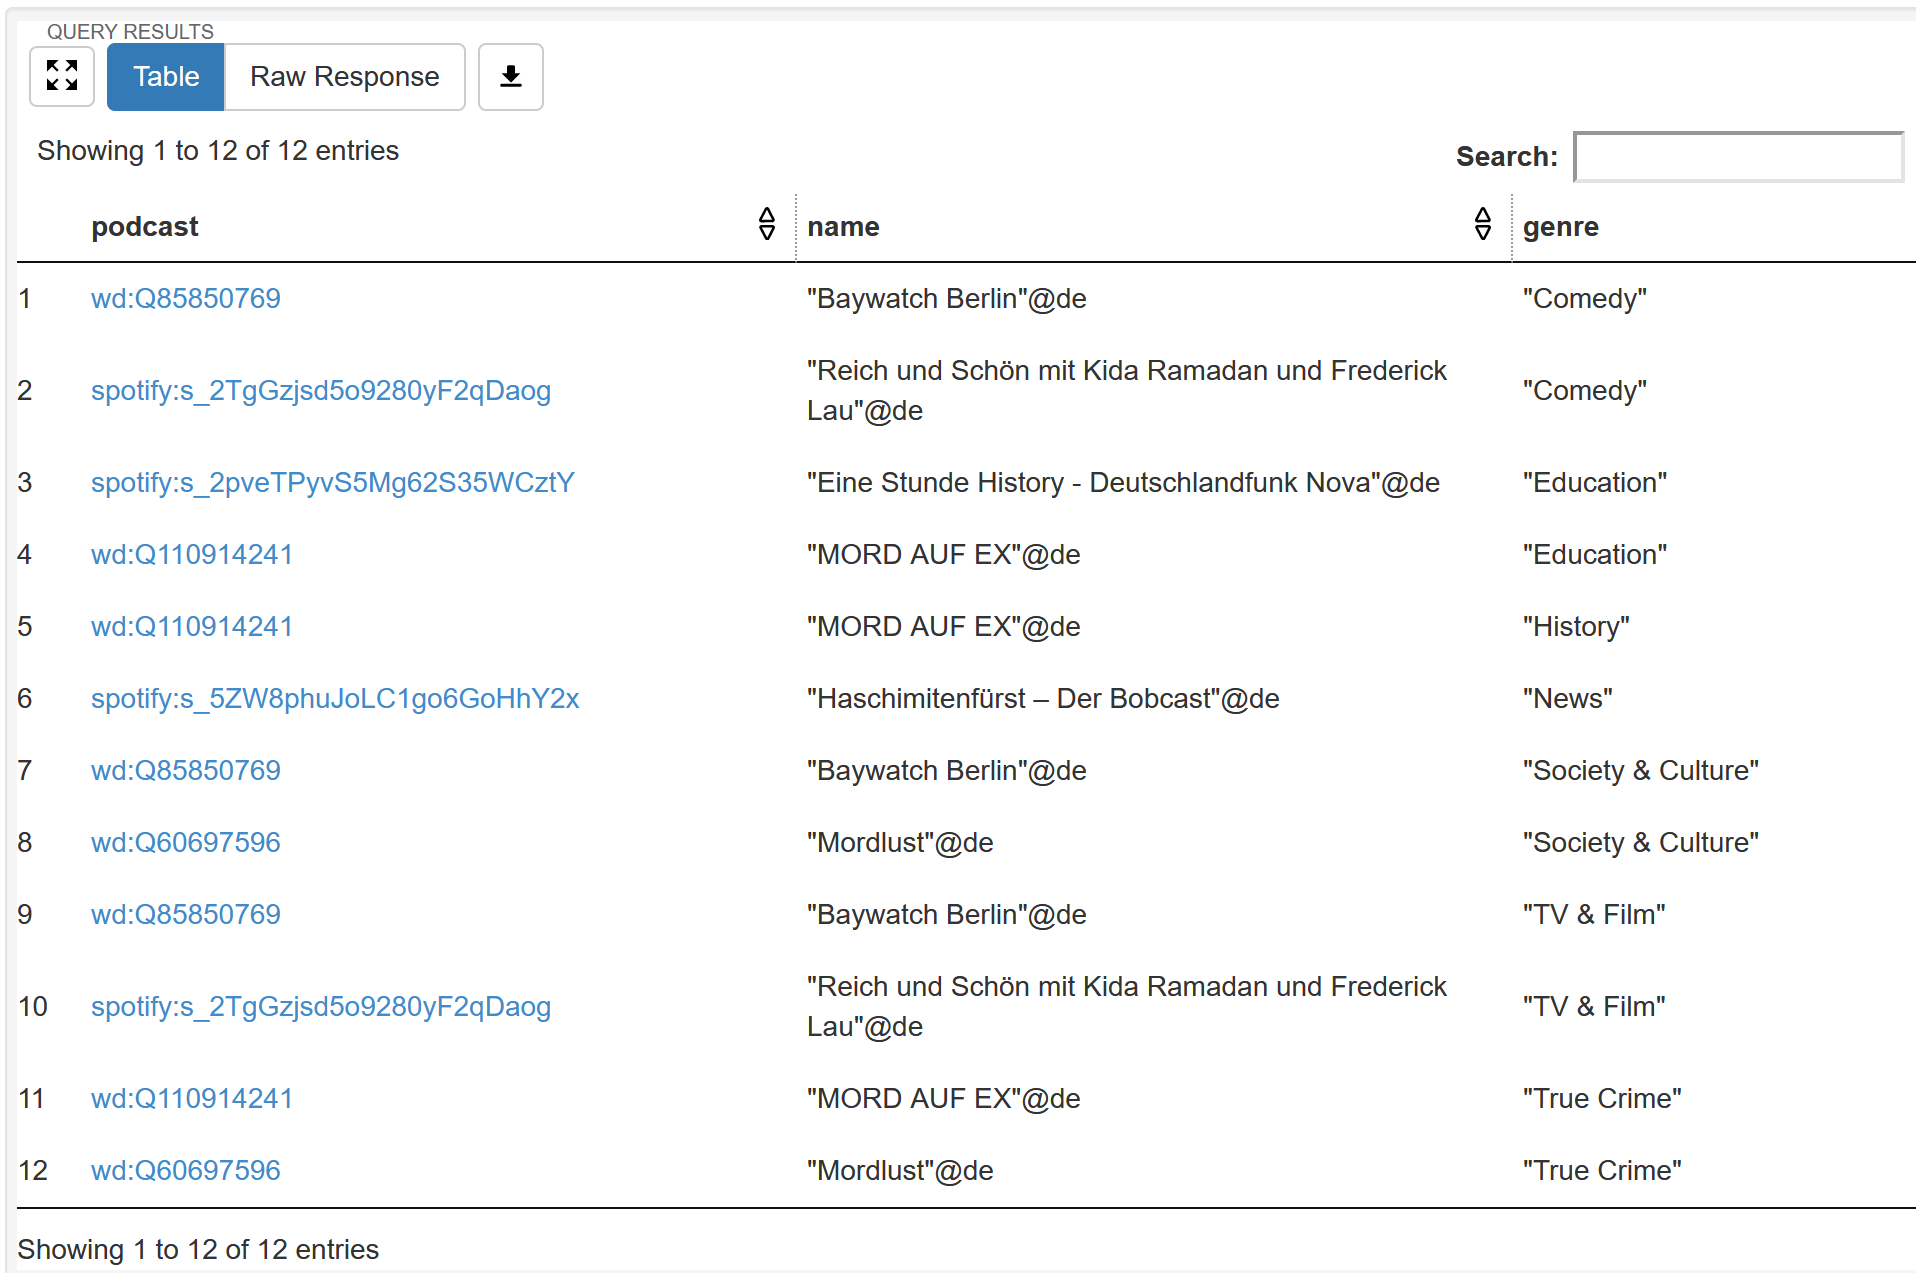 QUERY RESULTS
Table Raw Response
Showing 1 to 12 of 12 entries
Search:
podcast name genre
1 wd:Q85850769 "Baywatch Berlin"@de "Comedy"
2 spotify:s_2TgGzjsd5o9280yF2qDaog "Reich und Schön mit Kida Ramadan und Frederick
Lau"@de "Comedy"
3 spotify:s_2pveTPyvS5Mg62S35WCztY "Eine Stunde History - Deutschlandfunk Nova"@de "Education"
4 wd:Q110914241 "MORD AUF EX"@de "Education"
5 wd:Q110914241 "MORD AUF EX"@de "History"
6 spotify:s_5ZW8phuJoLC1go6GoHhY2x "Haschimitenfürst – Der Bobcast"@de "News"
7 wd:Q85850769 "Baywatch Berlin"@de "Society & Culture"
8 wd:Q60697596 "Mordlust"@de "Society & Culture"
9 wd:Q85850769 "Baywatch Berlin"@de "TV & Film"
10 spotify:s_2TgGzjsd5o9280yF2qDaog "Reich und Schön mit Kida Ramadan und Frederick
Lau"@de "TV & Film"
11 wd:Q110914241 "MORD AUF EX"@de "True Crime"
12 wd:Q60697596 "Mordlust"@de "True Crime"
Showing 1 to 12 of 12 entries